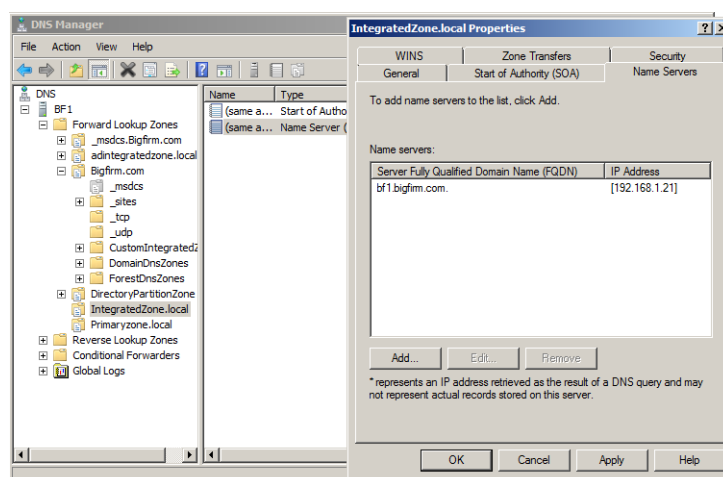 DNS Manager
File Action View Help
DNS
BF1
Forward Lookup Zones
_msdcs.Bigfirm.com
adintegratedzone.local
Bigfirm.com
_msdcs
_sites
_tcp
_udp
CustomIntegratedZ
DomainDnsZones
ForestDnsZones
DirectoryPartitionZone
IntegratedZone.local
Primaryzone.local
Reverse Lookup Zones
Conditional Forwarders
Global Logs
Name Type
(same a... Start of Autho
(same a... Name Server (
IntegratedZone.local Properties
WINS Zone Transfers Security
General Start of Authority (SOA) Name Servers
To add name servers to the list, click Add.
Name servers:
Server Fully Qualified Domain Name (FQDN) IP Address
bf1.bigfirm.com. [192.168.1.21]
Add... Edit... Remove
* represents an IP address retrieved as the result of a DNS query and may
not represent actual records stored on this server.
OK Cancel Apply Help